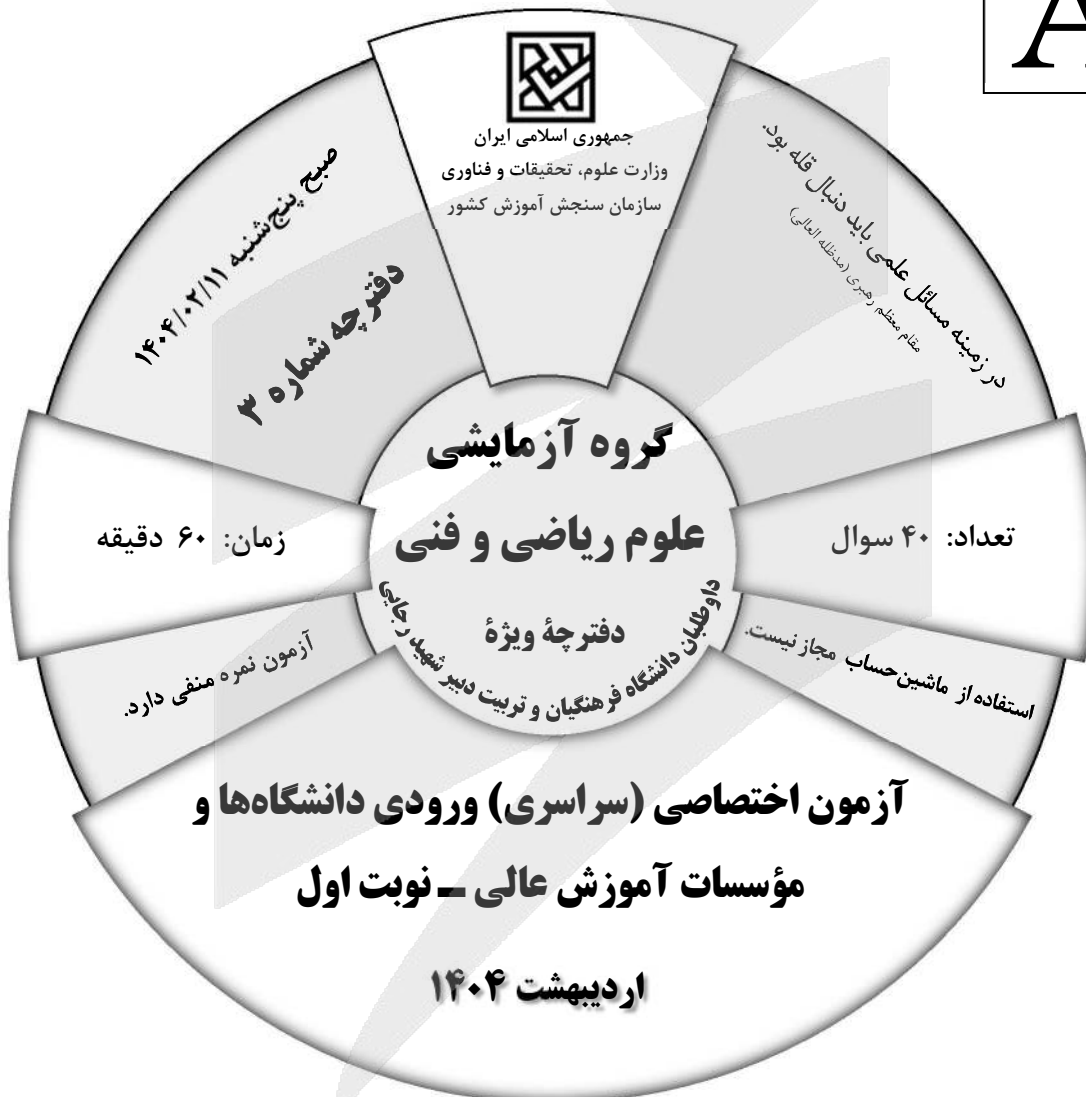 A
جمهوری اسلامی ایران
وزارت علوم، تحقیقات و فناوری
سازمان سنجش آموزش کشور
در زمینه مسائل علمی باید دنبال قله بود.
مقام معظم رهبری (مدظله العالی)
صبح پنج‌شنبه ۱۴۰۴/۰۲/۱۱
دفترچه شماره ۳
گروه آزمایشی
علوم ریاضی و فنی
دفترچهٔ ویژهٔ
داوطلبان دانشگاه فرهنگیان و تربیت دبیر شهید رجایی
تعداد: ۴۰ سوال
زمان: ۶۰ دقیقه
استفاده از ماشین‌حساب مجاز نیست.
آزمون نمره منفی دارد.
آزمون اختصاصی (سراسری) ورودی دانشگاه‌ها و
مؤسسات آموزش عالی ــ نوبت اول
اردیبهشت ۱۴۰۴